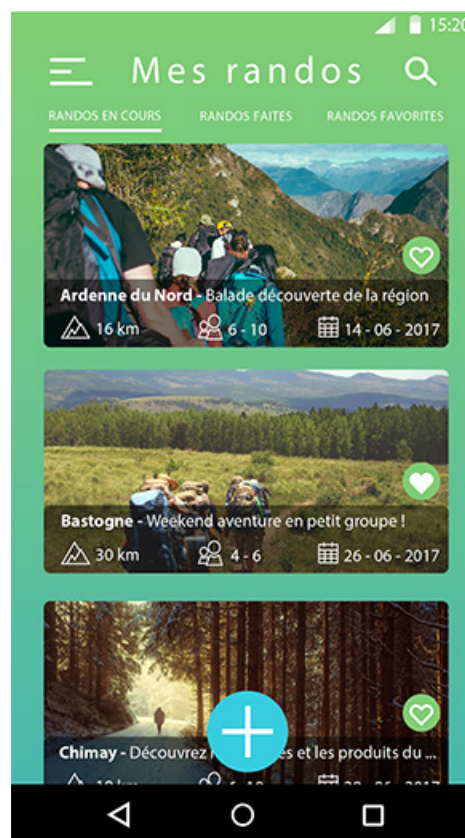 15:20
Mes randos
RANDOS EN COURS RANDOS FAITES RANDOS FAVORITES
Ardenne du Nord - Balade découverte de la région
16 km 6 - 10 14 - 06 - 2017
Bastogne - Weekend aventure en petit groupe !
30 km 4 - 6 26 - 06 - 2017
Chimay - Découvrez et les produits du ...